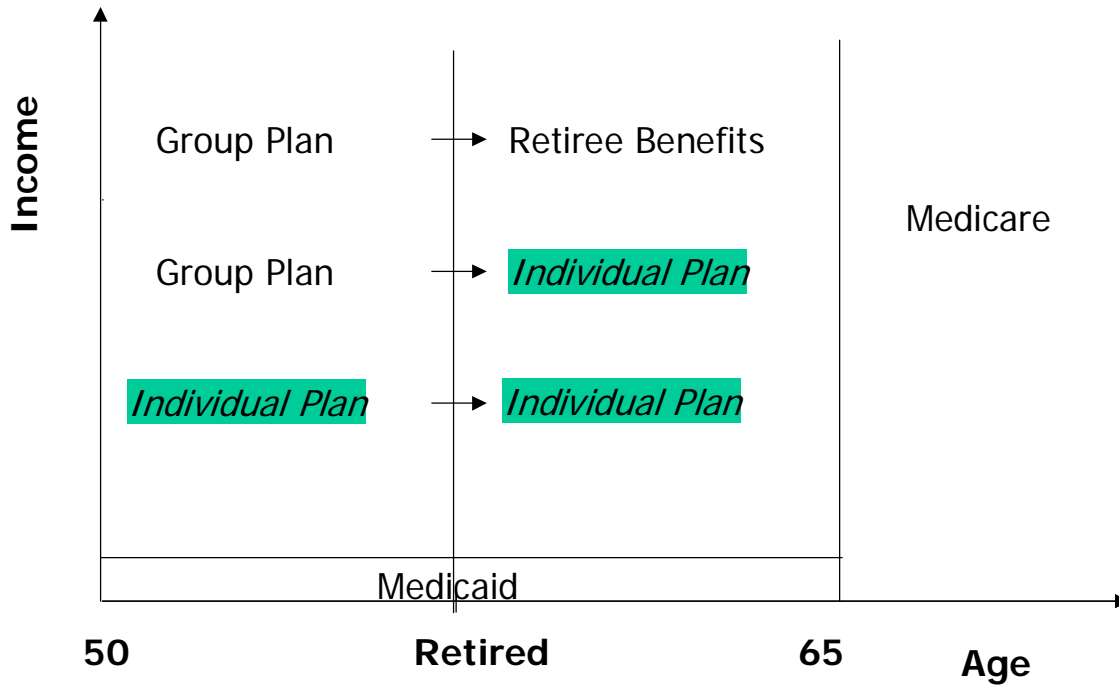 Income
Group Plan
Retiree Benefits
Medicare
Group Plan
Individual Plan
Individual Plan
Individual Plan
Medicaid
50
Retired
65
Age